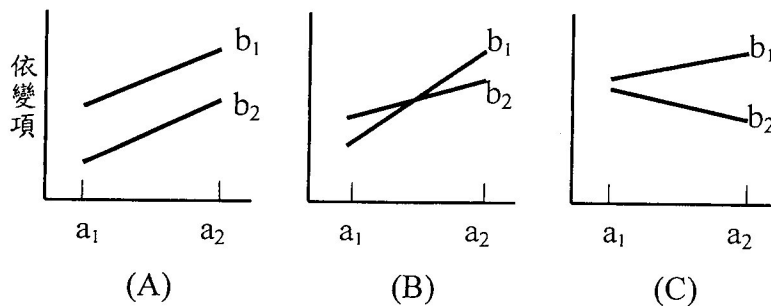 依變項
b₁
b₂
a₁ a₂
(A)
b₁
b₂
a₁ a₂
(B)
b₁
b₂
a₁ a₂
(C)